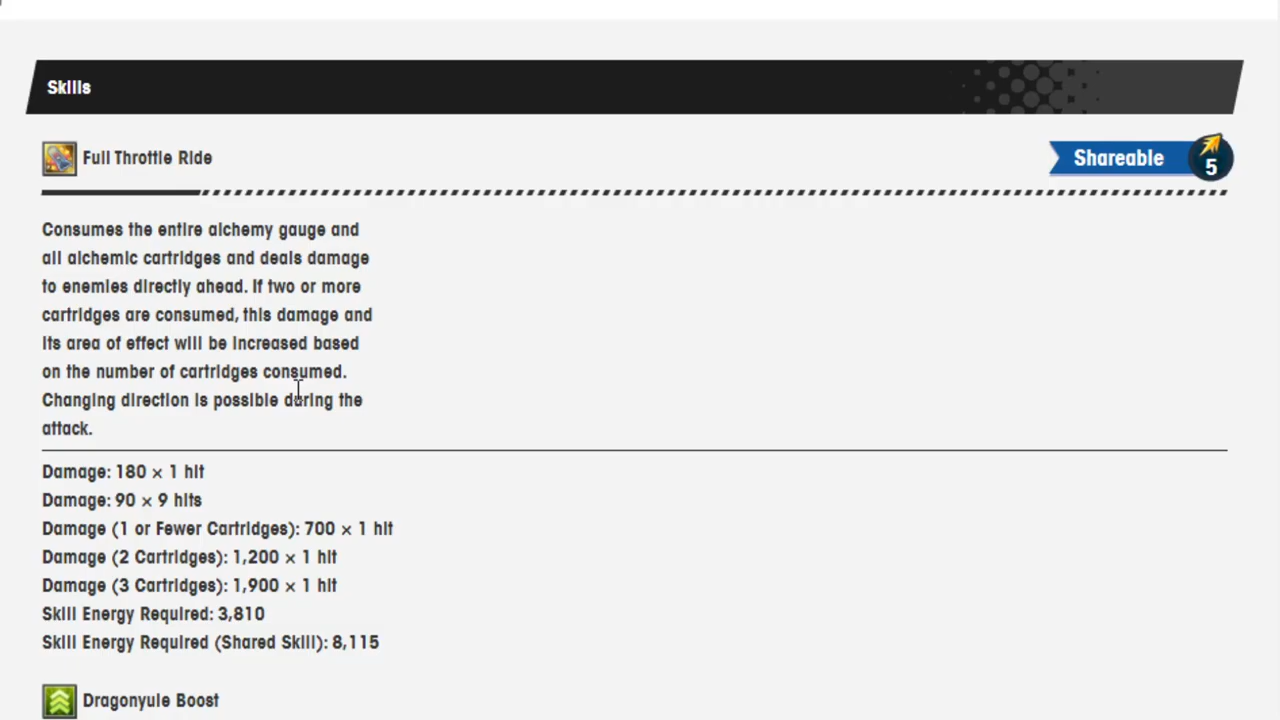 Skills
Full Throttle Ride
Shareable
5
Consumes the entire alchemy gauge and
all alchemic cartridges and deals damage
to enemies directly ahead. If two or more
cartridges are consumed, this damage and
its area of effect will be increased based
on the number of cartridges consumed.
Changing direction is possible during the
attack.
Damage: 180 × 1 hit
Damage: 90 × 9 hits
Damage (1 or Fewer Cartridges): 700 × 1 hit
Damage (2 Cartridges): 1,200 × 1 hit
Damage (3 Cartridges): 1,900 × 1 hit
Skill Energy Required: 3,810
Skill Energy Required (Shared Skill): 8,115
Dragonyule Boost